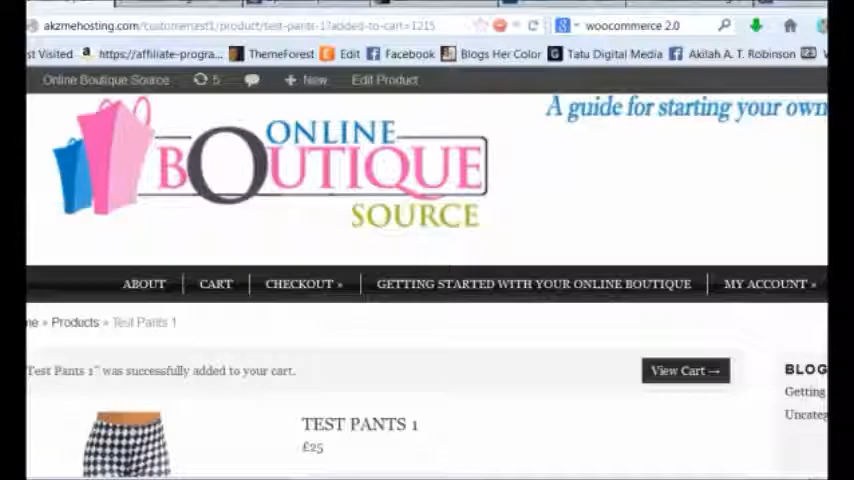 akzmehosting.com/customertest1/product/test-pants-1?added-to-cart=1215
woocommerce 2.0
st Visited https://affiliate-progra... ThemeForest Edit Facebook Blogs Her Color Tatu Digital Media Akilah A. T. Robinson
Online Boutique Source 5 New Edit Product
A guide for starting your own
ONLINE
BOUTIQUE
SOURCE
ABOUT CART CHECKOUT » GETTING STARTED WITH YOUR ONLINE BOUTIQUE MY ACCOUNT »
me » Products » Test Pants 1
Test Pants 1" was successfully added to your cart.
View Cart →
BLOG
Getting
Uncateg
TEST PANTS 1
£25